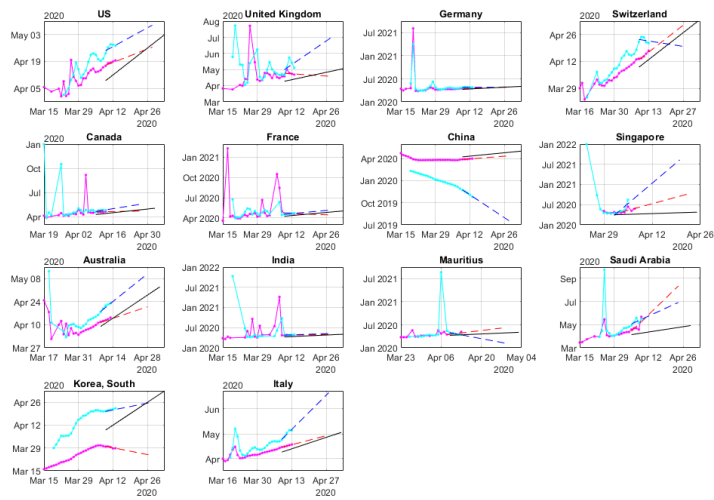 US
2020
May 03
Apr 19
Apr 05
Mar 15 Mar 29 Apr 12 Apr 26
2020
United Kingdom
2020
Aug
Jul
Jun
May
Apr
Mar
Mar 15 Mar 29 Apr 12 Apr 26
2020
Germany
Jul 2021
Jan 2021
Jul 2020
Jan 2020
Mar 15 Mar 29 Apr 12 Apr 26
2020
Switzerland
2020
Apr 26
Apr 12
Mar 29
Mar 16 Mar 30 Apr 13 Apr 27
2020
Canada
2020
Jan
Oct
Jul
Apr
Mar 19 Apr 02 Apr 16 Apr 30
2020
France
Jan 2021
Oct 2020
Jul 2020
Apr 2020
Mar 15 Mar 29 Apr 12 Apr 26
2020
China
Apr 2020
Jan 2020
Oct 2019
Jul 2019
Mar 15 Mar 29 Apr 12 Apr 26
2020
Singapore
Jan 2022
Jul 2021
Jan 2021
Jul 2020
Jan 2020
Mar 29 Apr 26
2020
Australia
2020
May 08
Apr 24
Apr 10
Mar 27
Mar 17 Mar 31 Apr 14 Apr 28
2020
India
Jan 2022
Jul 2021
Jan 2021
Jul 2020
Jan 2020
Mar 15 Mar 29 Apr 12 Apr 26
2020
Mauritius
Jul 2021
Jan 2021
Jul 2020
Jan 2020
Mar 23 Apr 06 Apr 20 May 04
2020
Saudi Arabia
2020
Sep
Jul
May
Mar
Mar 16 Mar 30 Apr 13 Apr 26
2020
Korea, South
2020
Apr 26
Apr 12
Mar 29
Mar 15
Mar 15 Mar 29 Apr 12 Apr 26
2020
Italy
2020
Jun
May
Apr
Mar 15 Mar 29 Apr 12 Apr 26
2020